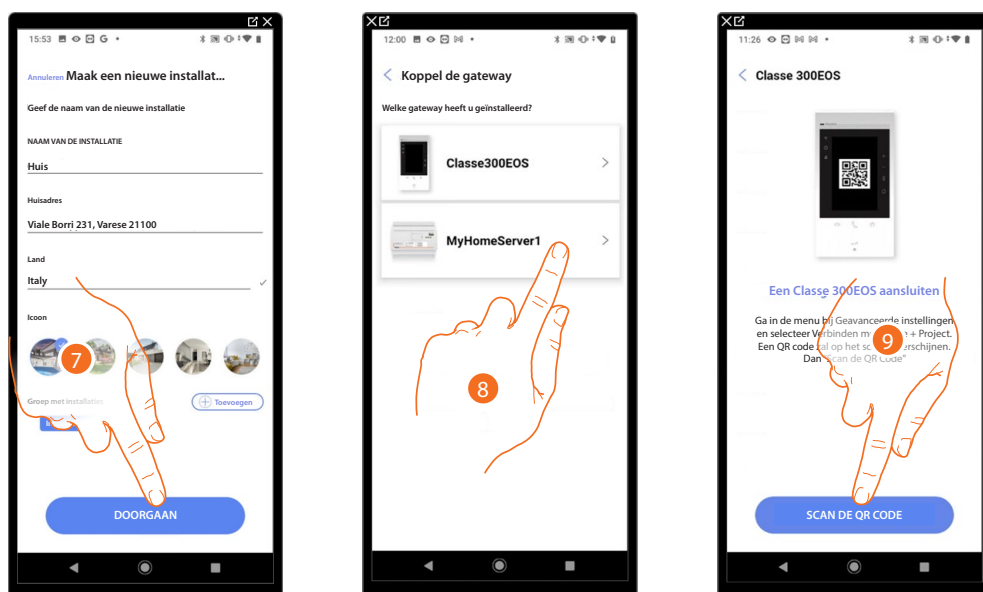 15:53 G
Annuleren Maak een nieuwe installat...
Geef de naam van de nieuwe installatie
NAAM VAN DE INSTALLATIE
Huis
Huisadres
Viale Borri 231, Varese 21100
Land
Italy
Icoon
7
Groep met installaties
Toevoegen
DOORGAAN
12:00
Koppel de gateway
Welke gateway heeft u geïnstalleerd?
Classe300EOS
MyHomeServer1
8
11:26
Classe 300EOS
Een Classe 300EOS aansluiten
Ga in de menu bij Geavanceerde instellingen
en selecteer Verbinden + Project.
Een QR code zal op het verschijnen.
Dan "Scan de QR Code"
9
SCAN DE QR CODE